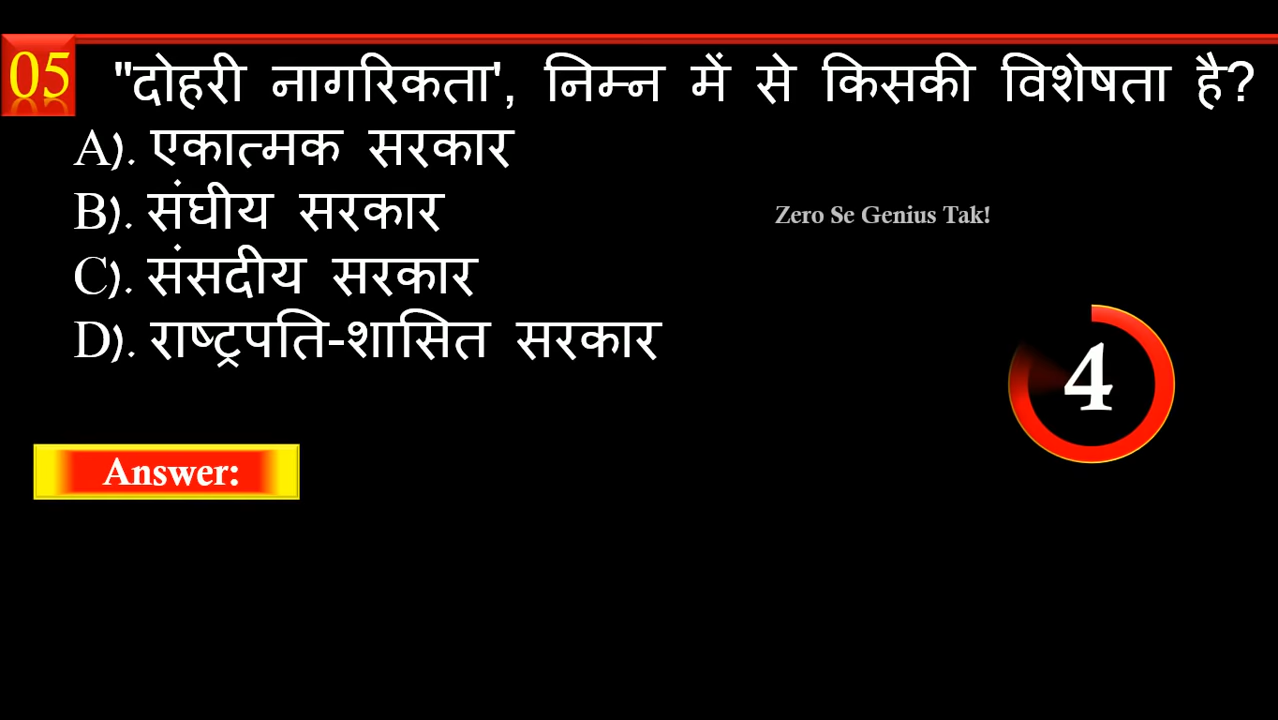 05 "दोहरी नागरिकता', निम्न में से किसकी विशेषता है?
A). एकात्मक सरकार
B). संघीय सरकार
Zero Se Genius Tak!
C). संसदीय सरकार
D). राष्ट्रपति-शासित सरकार
4
Answer: